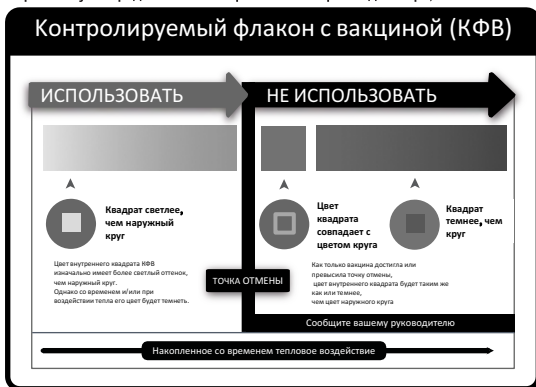 Контролируемый флакон с вакциной (КФВ)
ИСПОЛЬЗОВАТЬ
НЕ ИСПОЛЬЗОВАТЬ
Квадрат светлее,
чем наружный
круг
Цвет внутреннего квадрата КФВ
изначально имеет более светлый оттенок,
чем наружный круг.
Однако со временем и/или при
воздействии тепла его цвет будет темнеть.
ТОЧКА ОТМЕНЫ
Цвет
квадрата
совпадает с
цветом круга
Квадрат
темнее, чем
круг
Как только вакцина достигла или
превысила точку отмены,
цвет внутреннего квадрата будет таким же
как или темнее,
чем цвет наружного круга
Сообщите вашему руководителю
Накопленное со временем тепловое воздействие